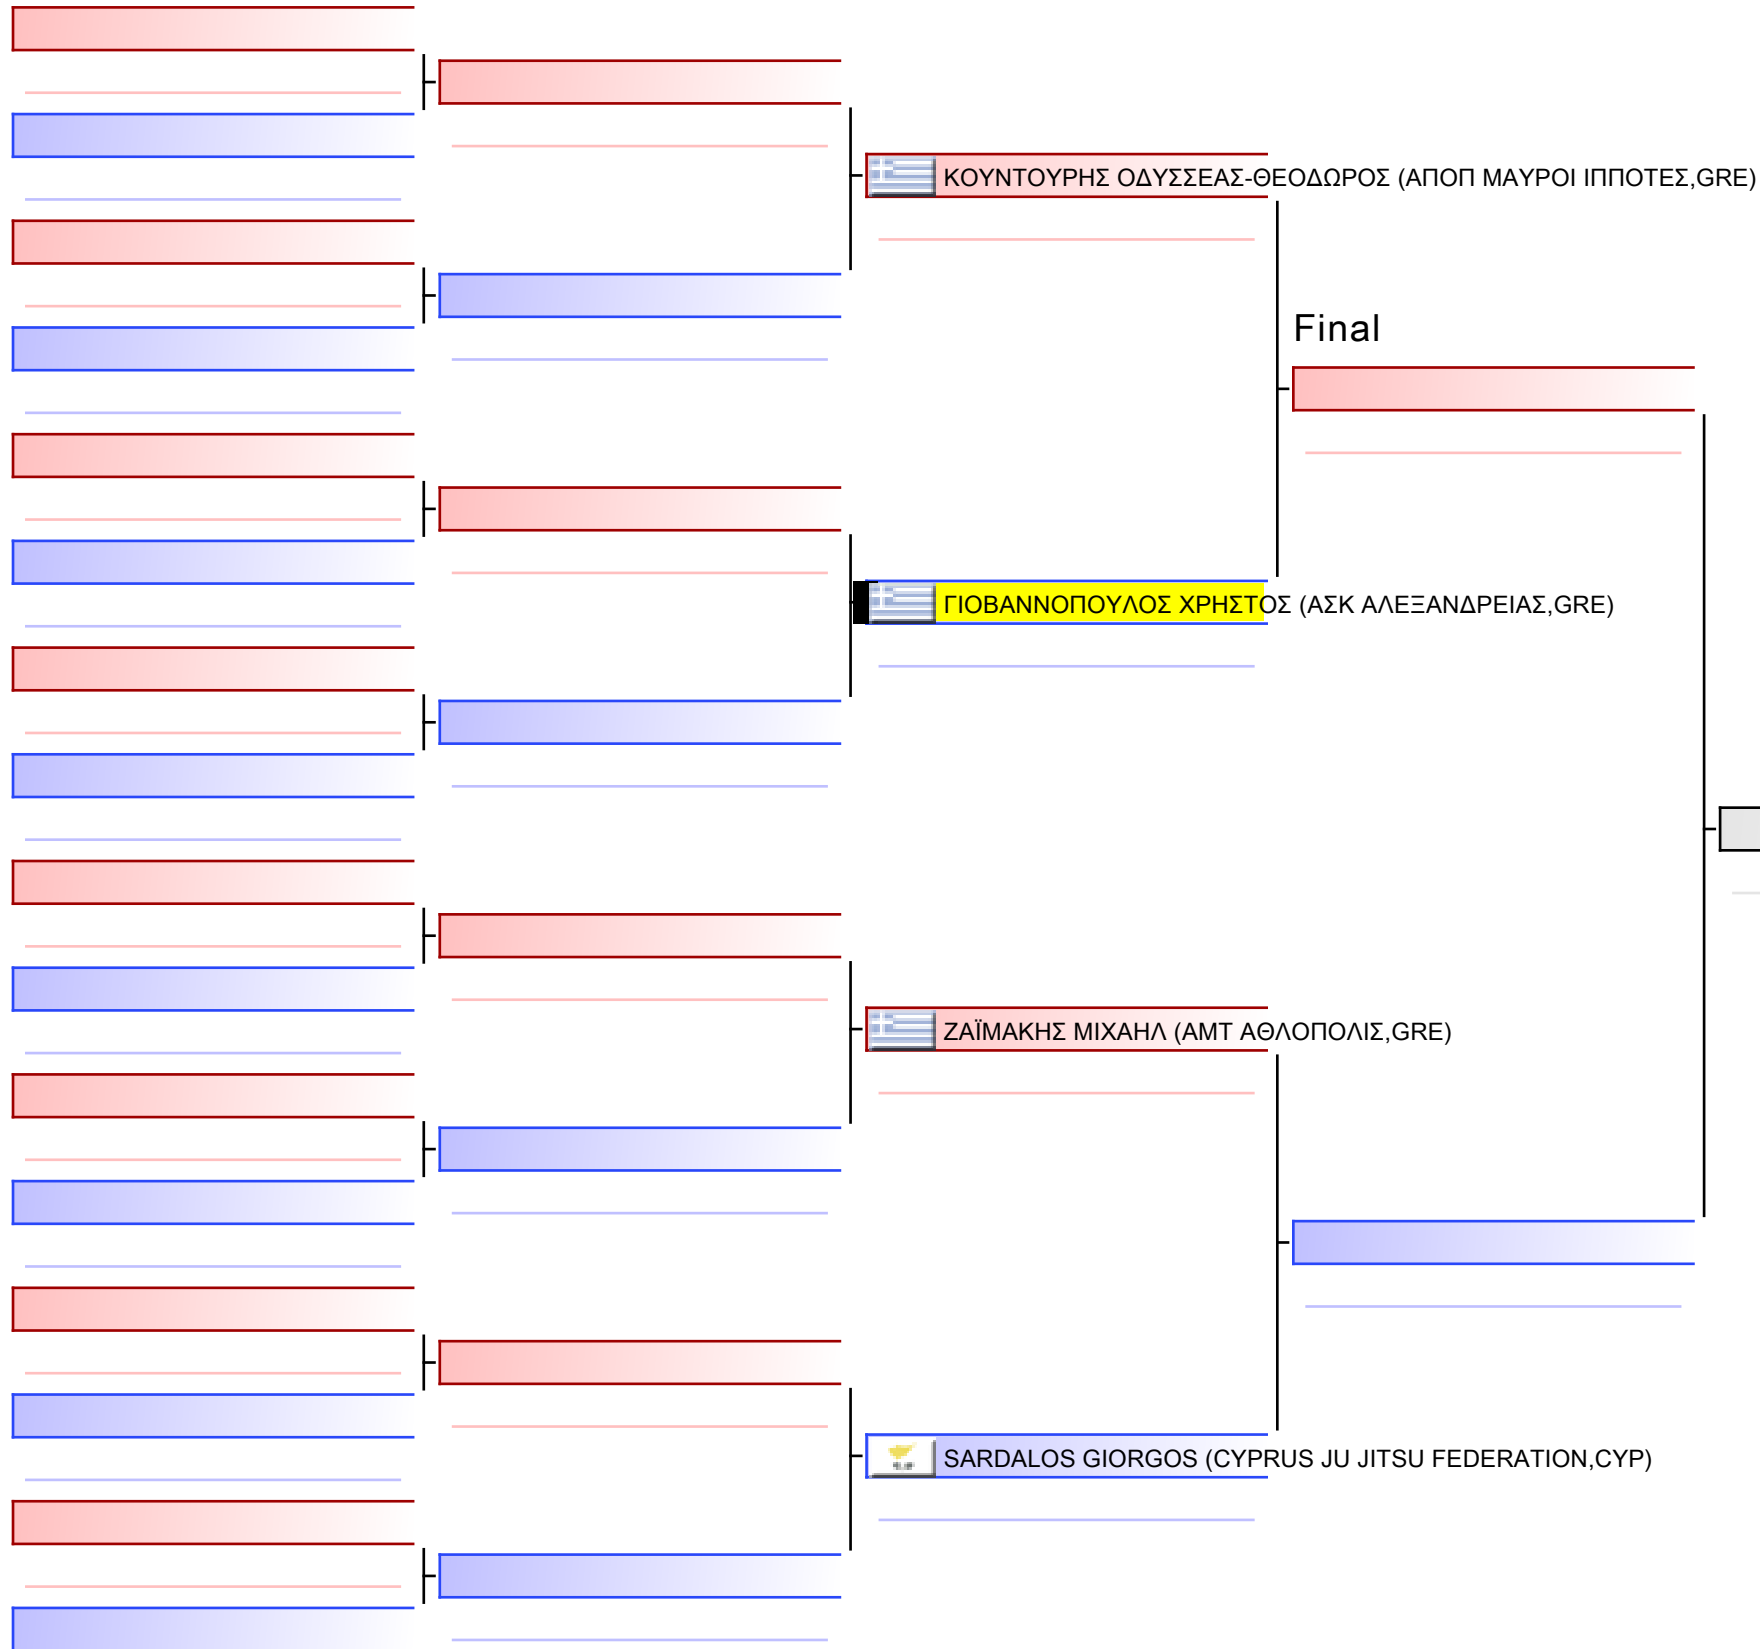 ΚΟΥΝΤΟΥΡΗΣ ΟΔΥΣΣΕΑΣ-ΘΕΟΔΩΡΟΣ (ΑΠΟΠ ΜΑΥΡΟΙ ΙΠΠΟΤΕΣ,GRE)
Final
ΓΙΟΒΑΝΝΟΠΟΥΛΟΣ ΧΡΗΣΤΟΣ (ΑΣΚ ΑΛΕΞΑΝΔΡΕΙΑΣ,GRE)
ΖΑΪΜΑΚΗΣ ΜΙΧΑΗΛ (ΑΜΤ ΑΘΛΟΠΟΛΙΣ,GRE)
SARDALOS GIORGOS (CYPRUS JU JITSU FEDERATION,CYP)